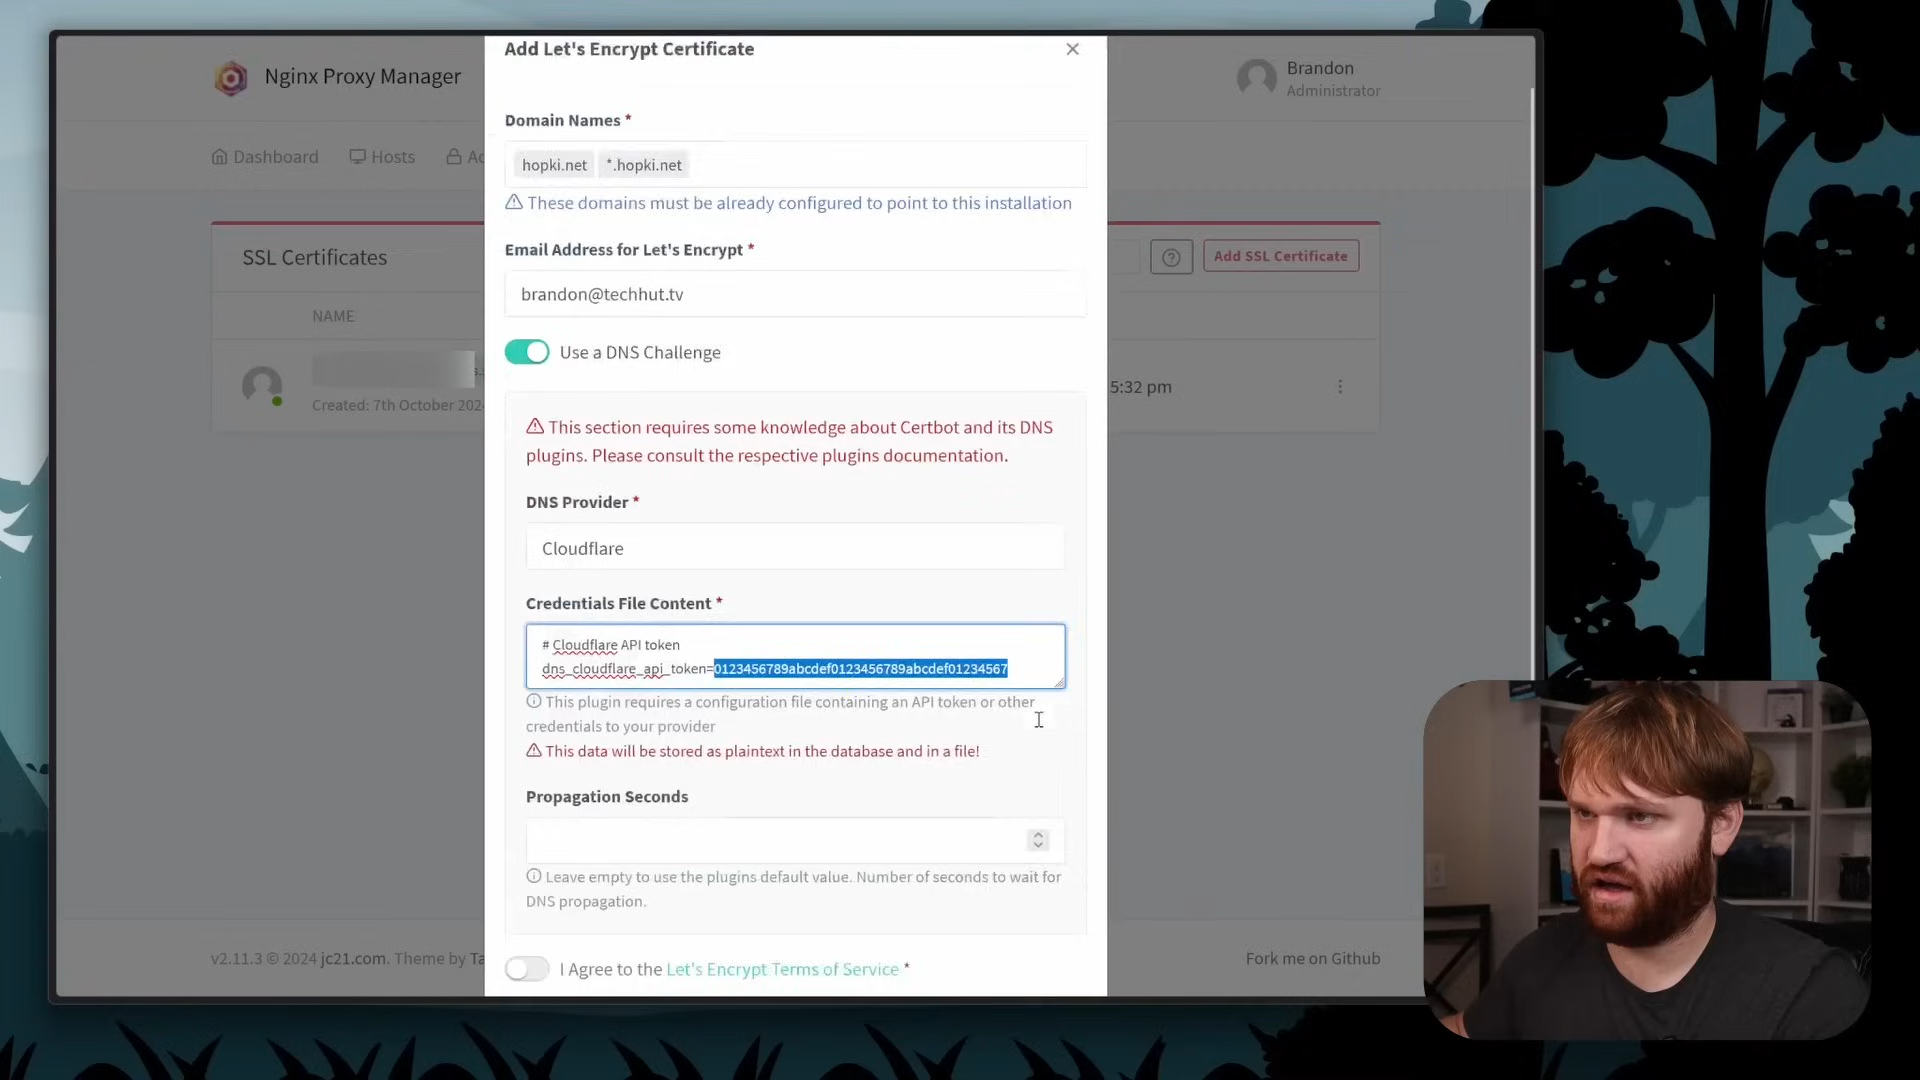 Add Let's Encrypt Certificate
Nginx Proxy Manager
Brandon
Administrator
Domain Names *
Dashboard
Hosts
hopki.net *.hopki.net
These domains must be already configured to point to this installation
SSL Certificates
Email Address for Let's Encrypt *
Add SSL Certificate
brandon@techhut.tv
NAME
Use a DNS Challenge
5:32 pm
Created: 7th October 202
This section requires some knowledge about Certbot and its DNS
plugins. Please consult the respective plugins documentation.
DNS Provider *
Cloudflare
Credentials File Content *
# Cloudflare API token
dns_cloudflare_api_token=0123456789abcdef0123456789abcdef01234567
This plugin requires a configuration file containing an API token or other
credentials to your provider
This data will be stored as plaintext in the database and in a file!
Propagation Seconds
Leave empty to use the plugins default value. Number of seconds to wait for
DNS propagation.
v2.11.3 © 2024 jc21.com. Theme by Ta
Fork me on Github
I Agree to the Let's Encrypt Terms of Service *